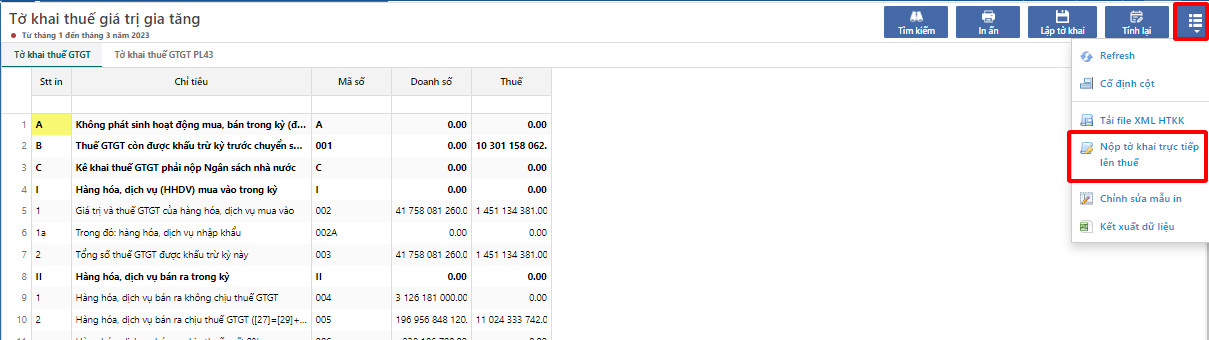 Tờ khai thuế giá trị gia tăng
Từ tháng 1 đến tháng 3 năm 2023
Tìm kiếm In ấn Lập tờ khai Tính lại
Tờ khai thuế GTGT Tờ khai thuế GTGT PL43
Refresh
Cố định cột
Tải file XML HTKK
Nộp tờ khai trực tiếp
lên thuế
Chỉnh sửa mẫu in
Kết xuất dữ liệu
Stt in Chỉ tiêu Mã số Doanh số Thuế
1 A Không phát sinh hoạt động mua, bán trong kỳ (đ... A 0.00 0.00
2 B Thuế GTGT còn được khấu trừ kỳ trước chuyển s... 001 0.00 10 301 158 062.
3 C Kê khai thuế GTGT phải nộp Ngân sách nhà nước C 0.00 0.00
4 I Hàng hóa, dịch vụ (HHDV) mua vào trong kỳ I 0.00 0.00
5 1 Giá trị và thuế GTGT của hàng hóa, dịch vụ mua vào 002 41 758 081 260.0 1 451 134 381.00
6 1a Trong đó: hàng hóa, dịch vụ nhập khẩu 002A 0.00 0.00
7 2 Tổng số thuế GTGT được khấu trừ kỳ này 003 41 758 081 260.0 1 451 134 381.00
8 II Hàng hóa, dịch vụ bán ra trong kỳ II 0.00 0.00
9 1 Hàng hóa, dịch vụ bán ra không chịu thuế GTGT 004 3 126 181 000.00 0.00
10 2 Hàng hóa, dịch vụ bán ra chịu thuế GTGT ([27]=[29]+... 005 196 956 848 120. 11 024 333 742.0